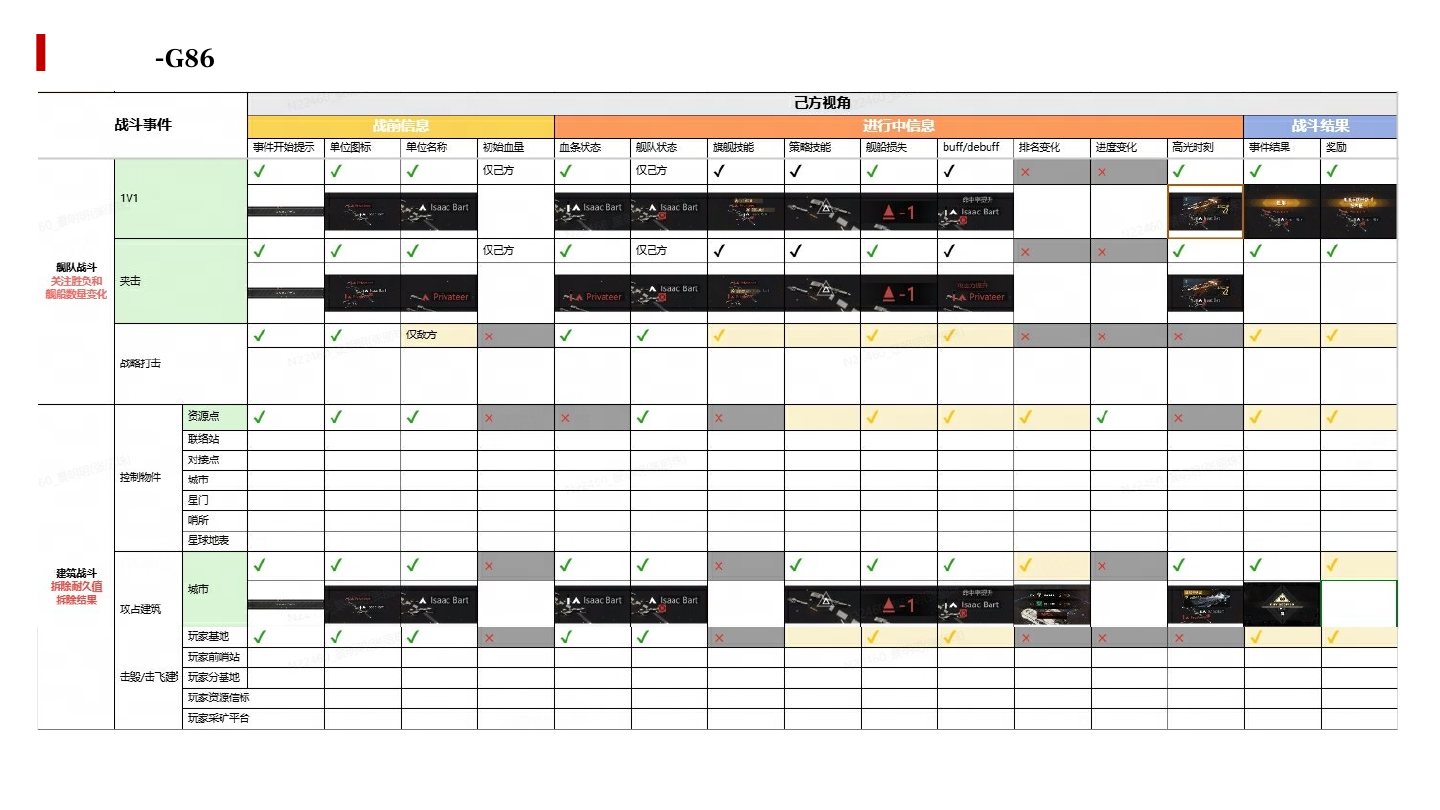 -G86
己方视角
战斗事件
战前信息 进行中信息 战斗结果
事件开始提示 单位图标 单位名称 初始血量 血条状态 舰队状态 旗舰技能 策略技能 舰船损失 buff/debuff 排名变化 进度变化 高光时刻 事件结果 奖励
✓ ✓ ✓ 仅己方 ✓ 仅己方 ✓ ✓ ✓ ✓ × × ✓ ✓ ✓
1V1
Isaac Bart Isaac Bart Isaac Bart -1 命中率提升 Isaac Bart
✓ ✓ ✓ 仅己方 ✓ 仅己方 ✓ ✓ ✓ ✓ × × ✓ ✓ ✓
舰队战斗
关注胜负和
舰船数量变化
夹击
Privateer Privateer Isaac Bart -1 Privateer
✓ ✓ 仅敌方 × ✓ ✓ ✓ ✓ ✓ × × × ✓ ✓
战略打击
资源点 ✓ ✓ ✓ × × ✓ × ✓ ✓ ✓ ✓ × ✓ ✓
联络站
对接点
控制物件
城市
星门
哨所
星球地表
✓ ✓ ✓ × ✓ ✓ × ✓ ✓ ✓ ✓ × ✓ ✓ ✓
建筑战斗
拆除耐久值
拆除结果
攻占建筑
城市
Isaac Bart Isaac Bart Isaac Bart -1 命中率提升 Isaac Bart
玩家基地 ✓ ✓ ✓ × ✓ ✓ × ✓ ✓ × × × ✓ ✓
玩家前哨站
击毁/击飞建
玩家分基地
玩家资源信标
玩家采矿平台